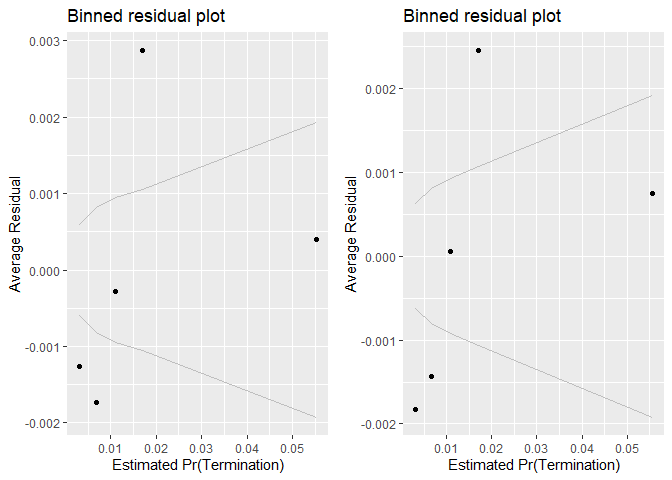 Binned residual plot
Average Residual
0.003
0.002
0.001
0.000
-0.001
-0.002
0.01 0.02 0.03 0.04 0.05
Estimated Pr(Termination)
Binned residual plot
Average Residual
0.002
0.001
0.000
-0.001
-0.002
0.01 0.02 0.03 0.04 0.05
Estimated Pr(Termination)